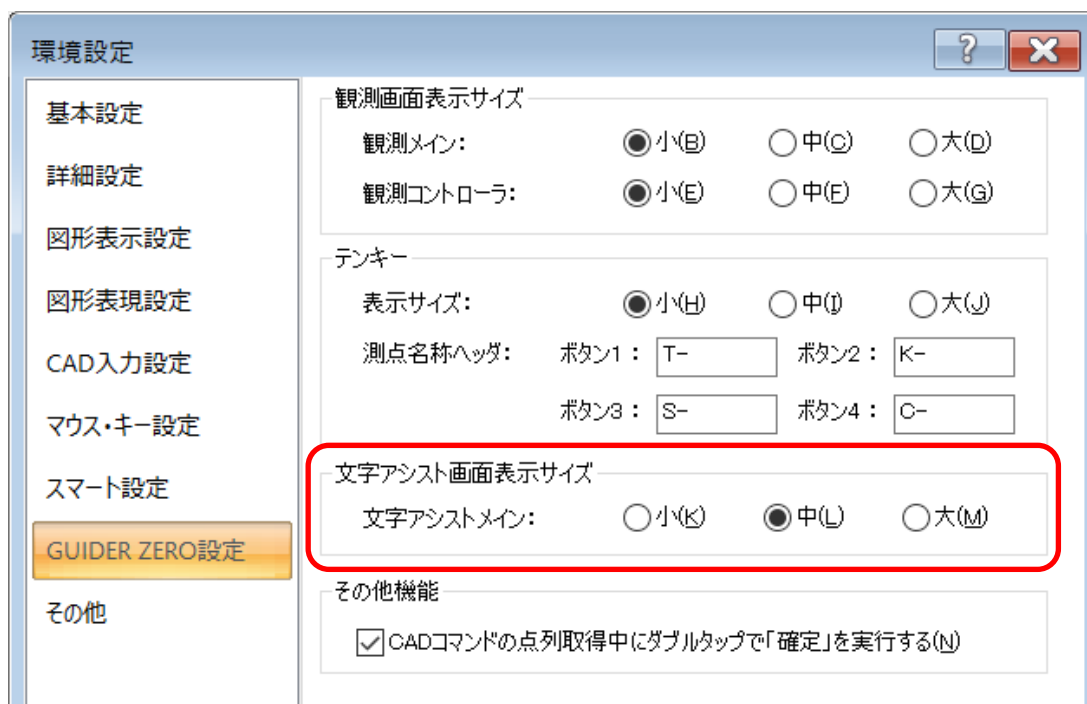 環境設定
?
基本設定
詳細設定
図形表示設定
図形表現設定
CAD入力設定
マウス・キー設定
スマート設定
GUIDER ZERO設定
その他
観測画面表示サイズ
観測メイン： 小(B) 中(C) 大(D)
観測コントローラ： 小(E) 中(F) 大(G)
テンキー
表示サイズ： 小(H) 中(I) 大(J)
測点名称ヘッダ： ボタン1： T- ボタン2： K-
ボタン3： S- ボタン4： C-
文字アシスト画面表示サイズ
文字アシストメイン： 小(K) 中(L) 大(M)
その他機能
CADコマンドの点列取得中にダブルタップで「確定」を実行する(N)